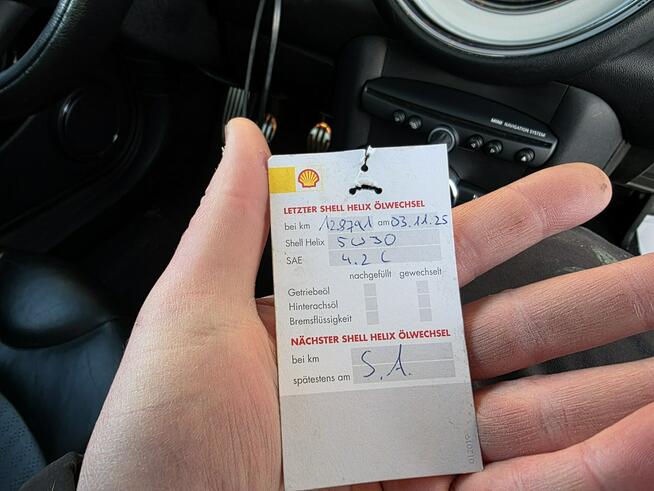 MINI NAVIGATION SYSTEM
LETZTER SHELL HELIX ÖLWECHSEL
bei km 128791 am 03.11.25
Shell Helix 5W30
SAE 4.2 L
nachgefüllt gewechselt
Getriebeöl
Hinterachsöl
Bremsflüssigkeit
NÄCHSTER SHELL HELIX ÖLWECHSEL
bei km
spätestens am S.A.
012019